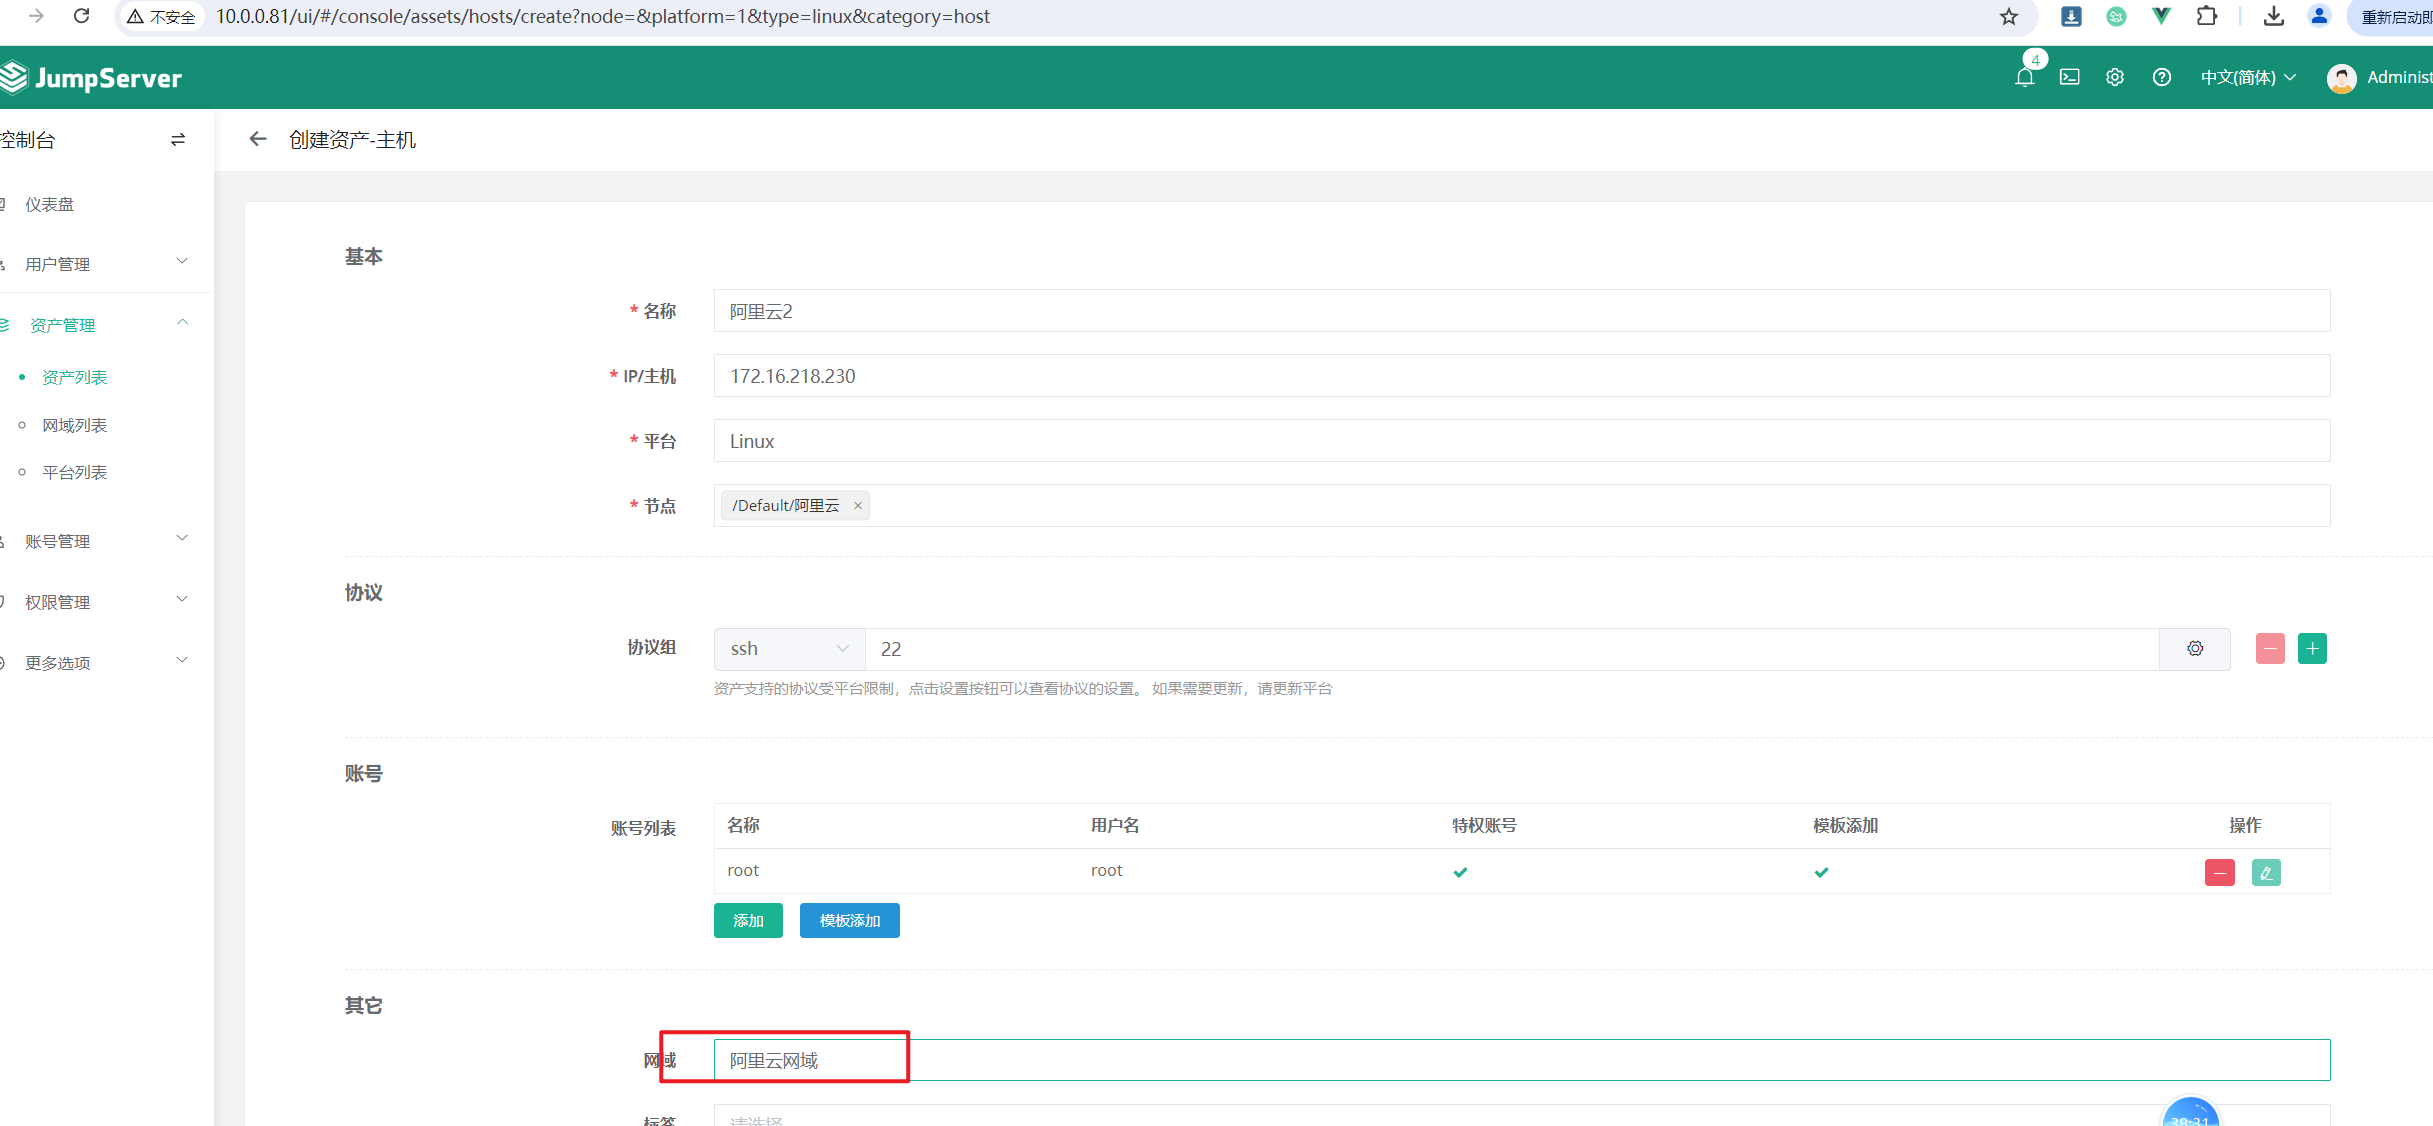 不安全 10.0.0.81/ui/#/console/assets/hosts/create?node=&platform=1&type=linux&category=host
重新启动即
JumpServer
4
中文(简体)
Administ
控制台
创建资产-主机
仪表盘
用户管理
资产管理
资产列表
网域列表
平台列表
账号管理
权限管理
更多选项
基本
* 名称 阿里云2
* IP/主机 172.16.218.230
* 平台 Linux
* 节点 /Default/阿里云 ×
协议
协议组 ssh 22
资产支持的协议受平台限制，点击设置按钮可以查看协议的设置。 如果需要更新，请更新平台
账号
账号列表 名称 用户名 特权账号 模板添加 操作
root root
添加 模板添加
其它
网域 阿里云网域
标签 请选择
38:31